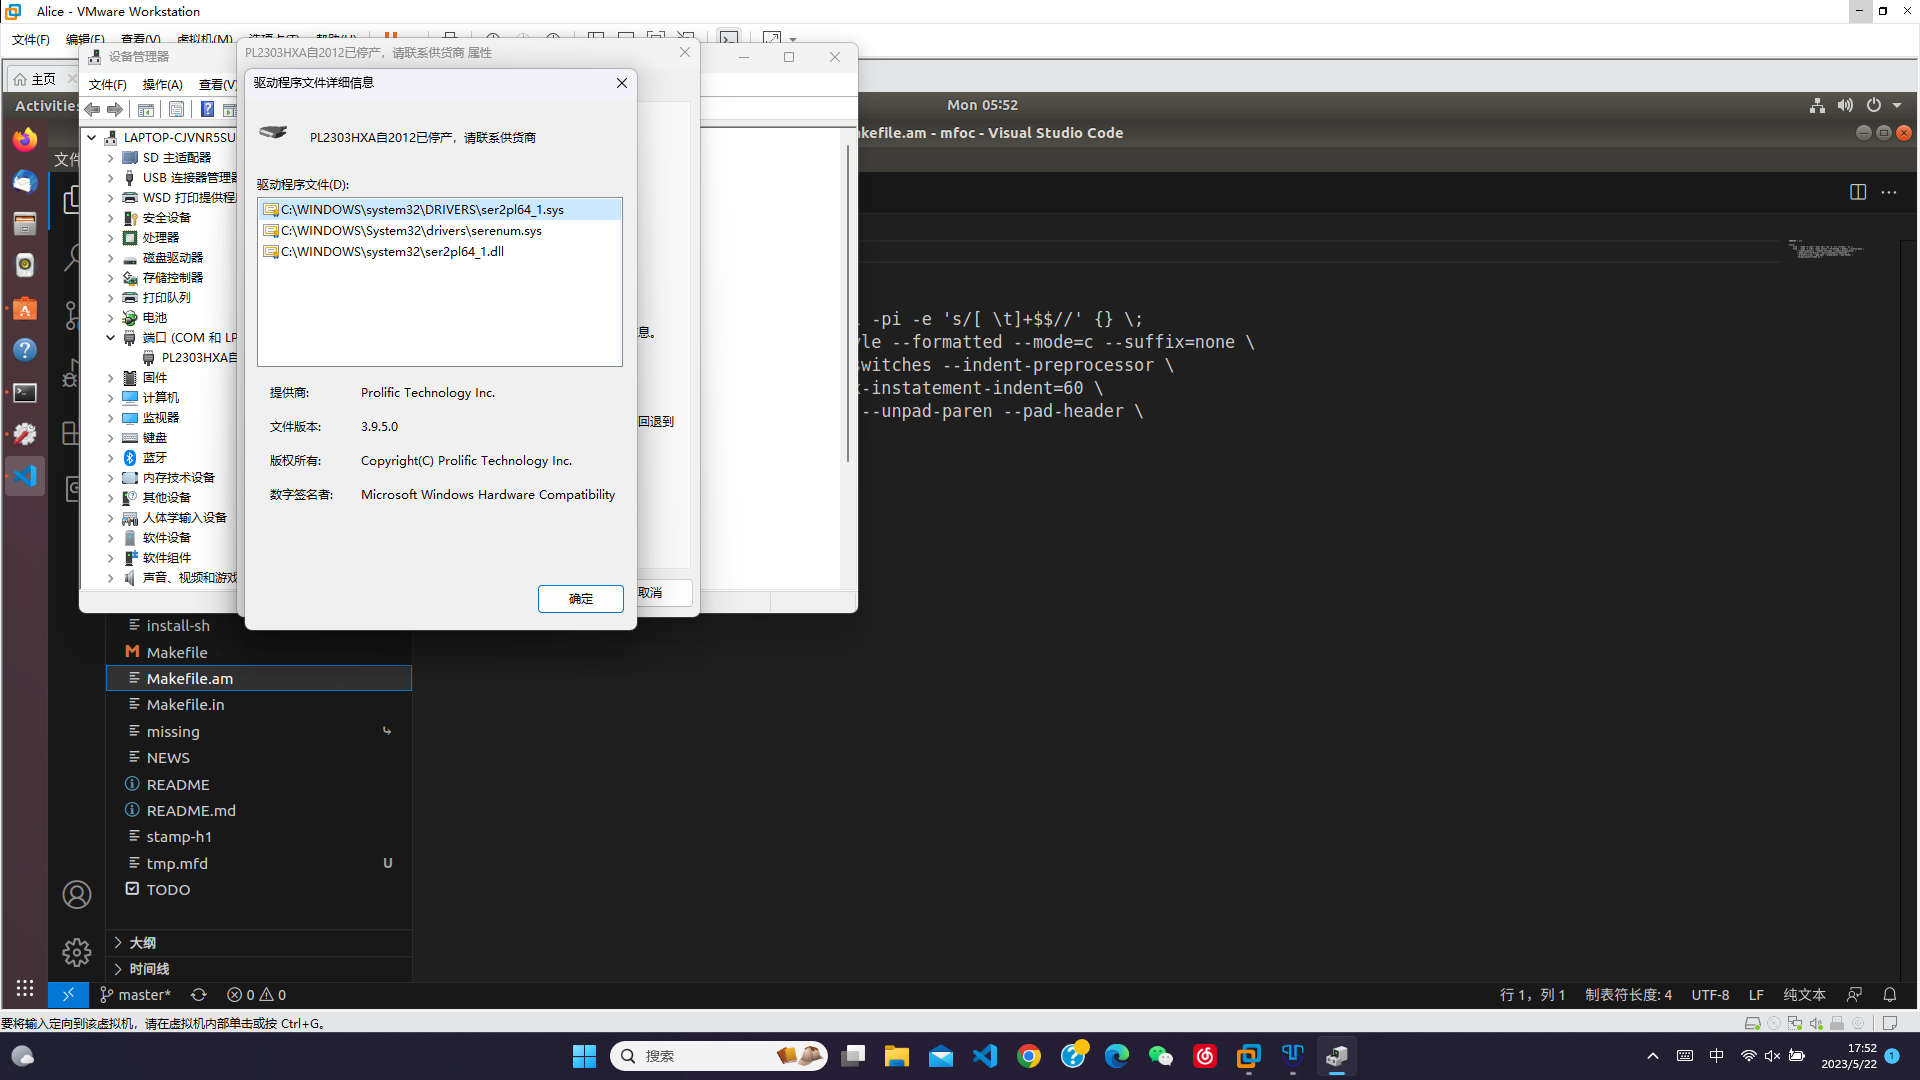 Alice - VMware Workstation
文件(F)
编辑(E)
查看(V)
虚拟机(M)
选项卡(T)
帮助(H)
主页
设备管理器
文件(F)
操作(A)
查看(V)
PL2303HXA自2012已停产，请联系供货商 属性
驱动程序文件详细信息
PL2303HXA自2012已停产，请联系供货商
驱动程序文件(D):
C:\WINDOWS\system32\DRIVERS\ser2pl64_1.sys
C:\WINDOWS\System32\drivers\serenum.sys
C:\WINDOWS\system32\ser2pl64_1.dll
提供商:
Prolific Technology Inc.
文件版本:
3.9.5.0
版权所有:
Copyright(C) Prolific Technology Inc.
数字签名者:
Microsoft Windows Hardware Compatibility
确定
息。
回退到
取消
LAPTOP-CJVNR5SU
SD 主适配器
USB 连接器管理器
WSD 打印提供程
安全设备
处理器
磁盘驱动器
存储控制器
打印队列
电池
端口 (COM 和 LP
PL2303HXA自
固件
计算机
监视器
键盘
蓝牙
内存技术设备
其他设备
人体学输入设备
软件设备
软件组件
声音、视频和游戏
Activities
Mon 05:52
kefile.am - mfoc - Visual Studio Code
文件
-pi -e 's/[ \t]+$$//' {} \;
yle --formatted --mode=c --suffix=none \
switches --indent-preprocessor \
x-instatement-indent=60 \
--unpad-paren --pad-header \
install-sh
Makefile
Makefile.am
Makefile.in
missing
NEWS
README
README.md
stamp-h1
tmp.mfd
U
TODO
大纲
时间线
master*
0
0
行 1，列 1
制表符长度: 4
UTF-8
LF
纯文本
要将输入定向到该虚拟机，请在虚拟机内部单击或按 Ctrl+G。
搜索
中
17:52
2023/5/22
1